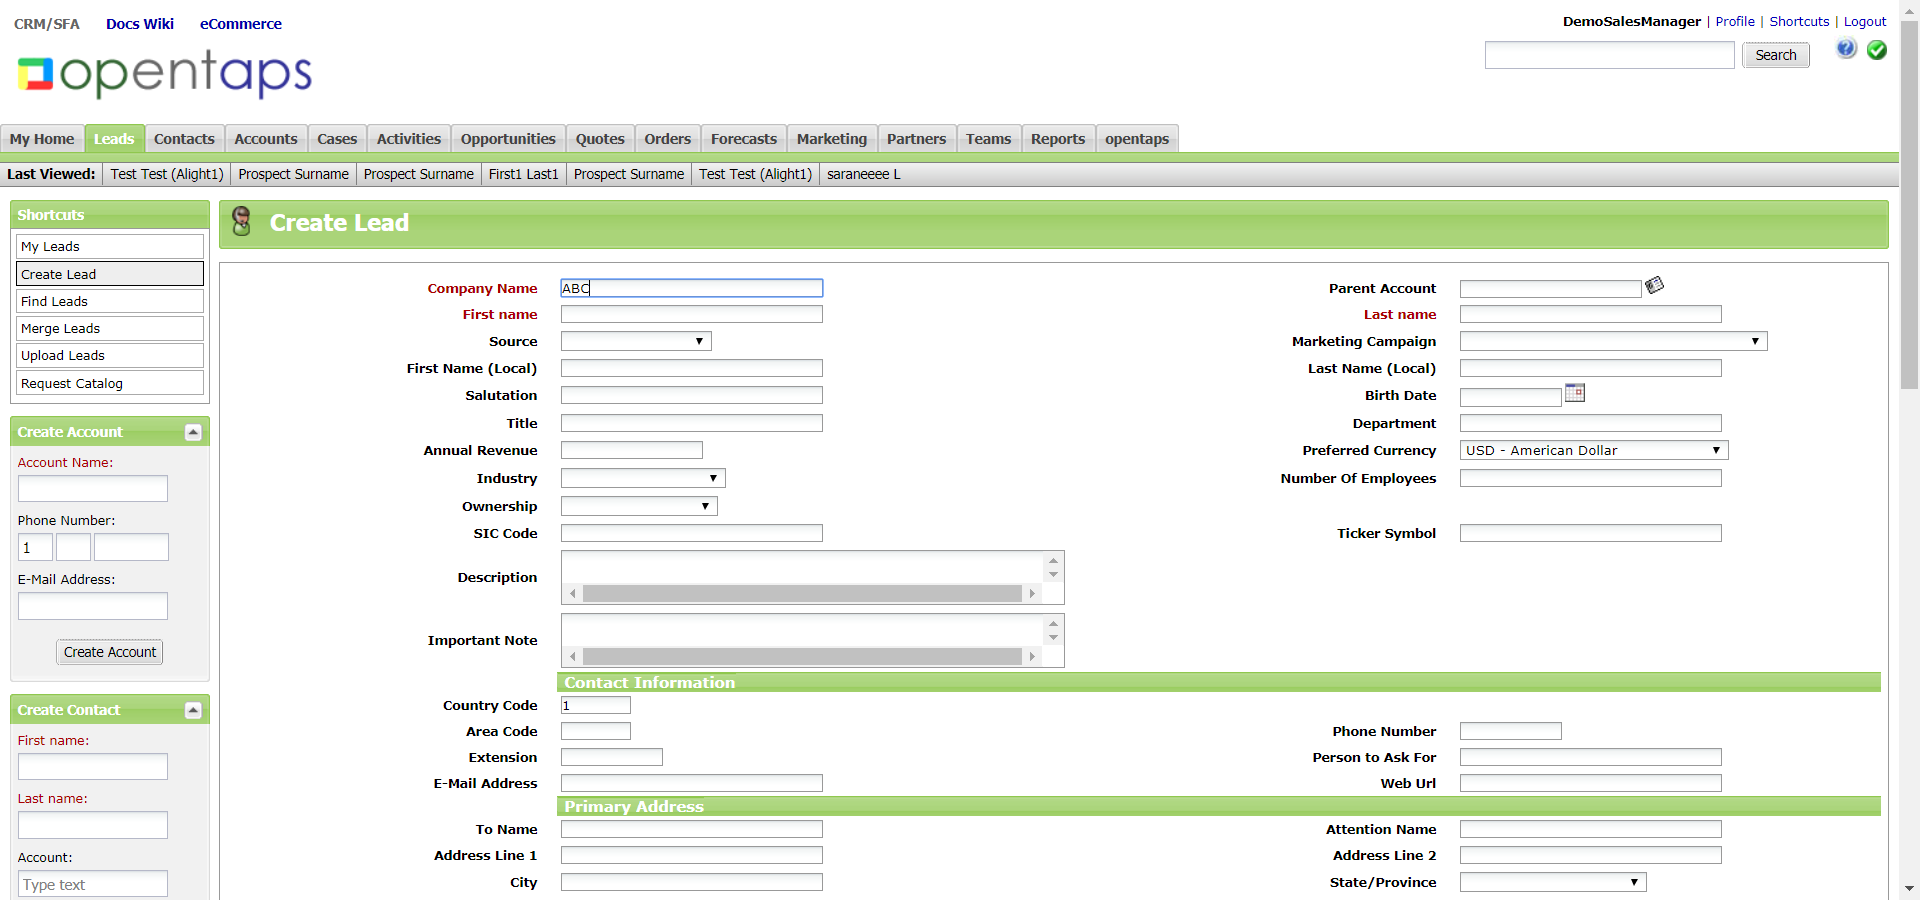 CRM/SFA Docs Wiki eCommerce
DemoSalesManager | Profile | Shortcuts | Logout
opentaps
Search
My Home Leads Contacts Accounts Cases Activities Opportunities Quotes Orders Forecasts Marketing Partners Teams Reports opentaps
Last Viewed: Test Test (Alight1) Prospect Surname Prospect Surname First1 Last1 Prospect Surname Test Test (Alight1) saraneeee L
Shortcuts
My Leads
Create Lead
Find Leads
Merge Leads
Upload Leads
Request Catalog
Create Account
Account Name:
Phone Number:
1
E-Mail Address:
Create Account
Create Contact
First name:
Last name:
Account:
Type text
Create Lead
Company Name ABC Parent Account
First name Last name
Source Marketing Campaign
First Name (Local) Last Name (Local)
Salutation Birth Date
Title Department
Annual Revenue Preferred Currency USD - American Dollar
Industry Number Of Employees
Ownership
SIC Code Ticker Symbol
Description
Important Note
Contact Information
Country Code 1
Area Code Phone Number
Extension Person to Ask For
E-Mail Address Web Url
Primary Address
To Name Attention Name
Address Line 1 Address Line 2
City State/Province